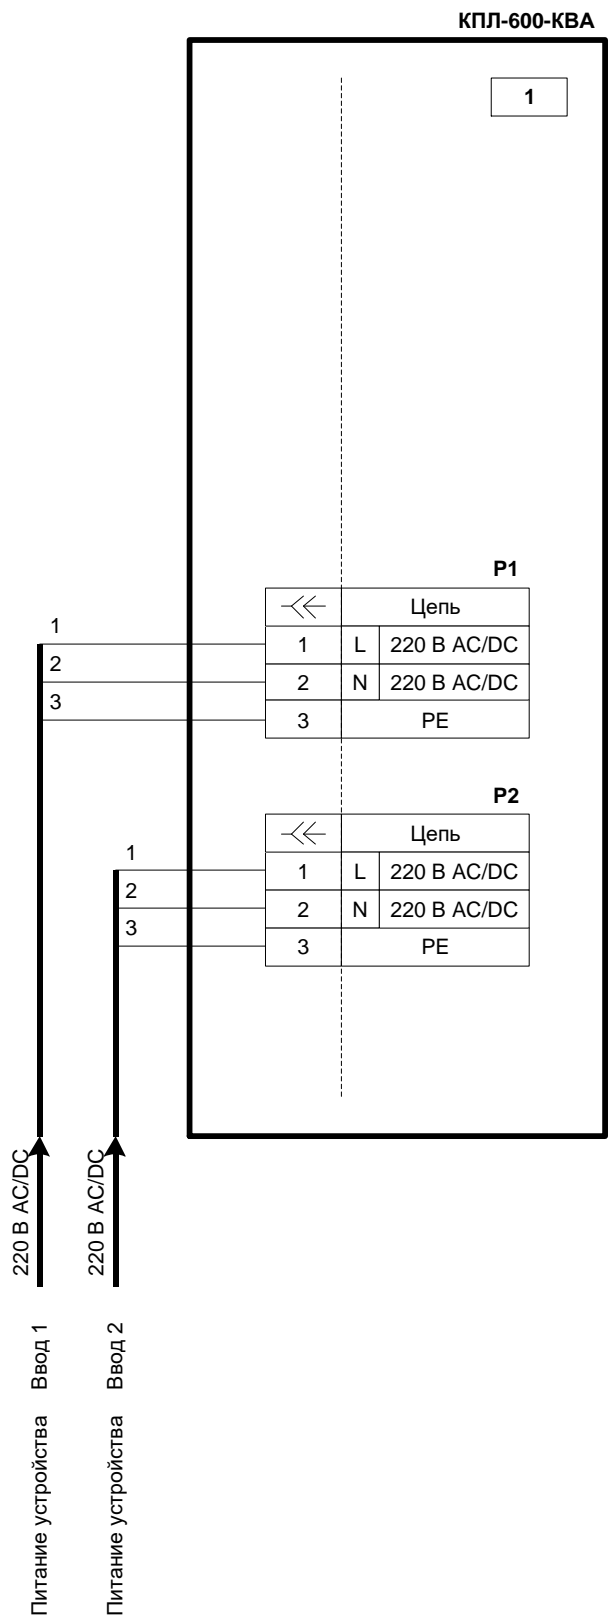 КПЛ-600-КВА
1
P1
Цепь
1
1 L 220 В AC/DC
2
2 N 220 В AC/DC
3
3 PE
P2
Цепь
1
1 L 220 В AC/DC
2
2 N 220 В AC/DC
3
3 PE
220 В AC/DC
220 В AC/DC
Питание устройства Ввод 1
Питание устройства Ввод 2